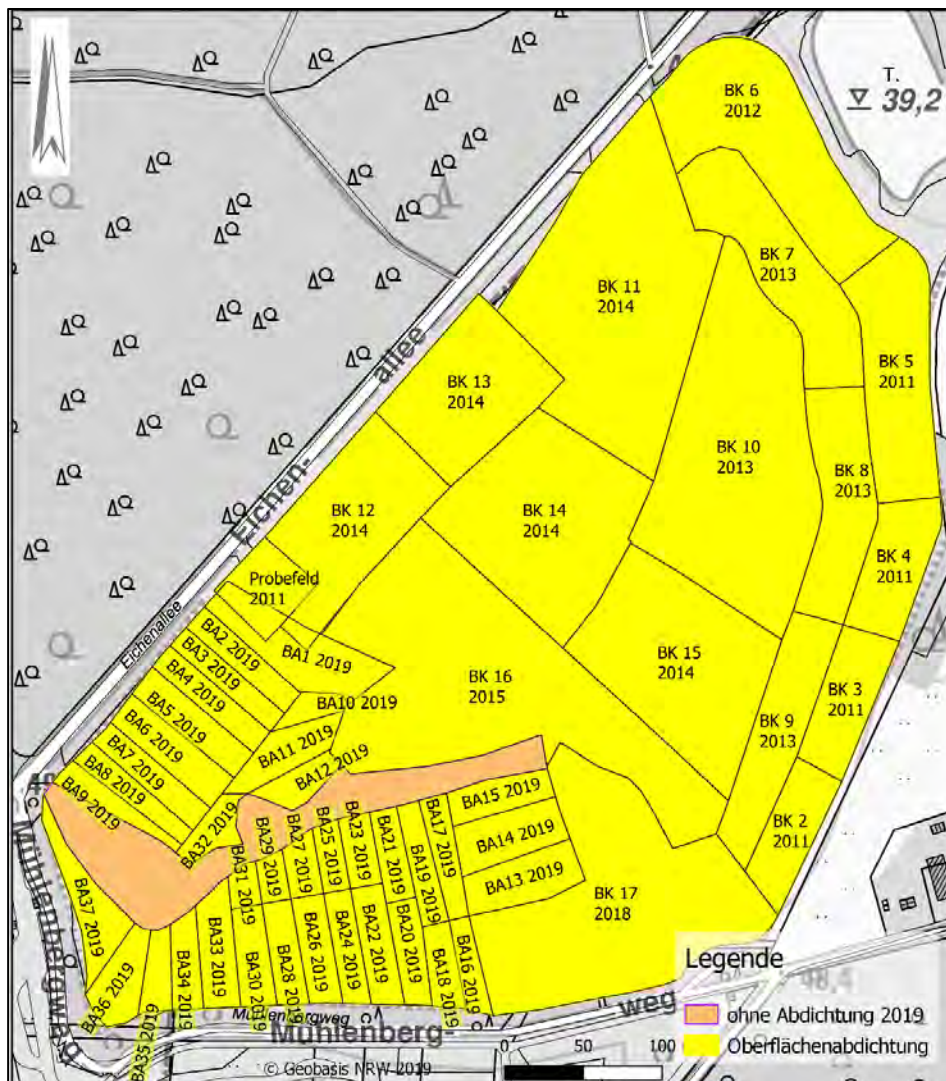 T.
39,2
BK 6
2012
BK 7
2013
BK 11
2014
BK 5
2011
BK 13
2014
BK 10
2013
BK 8
2013
BK 12
2014
BK 14
2014
BK 4
2011
Eichen-
allee
Eichenallee
Probefeld
2011
BK 15
2014
BK 16
2015
BK 3
2011
BK 9
2013
BK 2
2011
BK 17
2018
BA1 2019
BA2 2019
BA3 2019
BA4 2019
BA5 2019
BA6 2019
BA7 2019
BA8 2019
BA9 2019
BA10 2019
BA11 2019
BA12 2019
BA32 2019
BA15 2019
BA14 2019
BA13 2019
BA17 2019
BA19 2019
BA21 2019
BA23 2019
BA25 2019
BA27 2019
BA29 2019
BA31 2019
BA37 2019
BA36 2019
BA35 2019
BA34 2019
BA33 2019
BA30 2019
BA28 2019
BA26 2019
BA24 2019
BA22 2019
BA20 2019
BA18 2019
BA16 2019
Mühlenbergweg
Mühlenbergweg
Mühlenberg-
weg
48,4
Legende
ohne Abdichtung 2019
Oberflächenabdichtung
0 50 100
© Geobasis NRW 2019